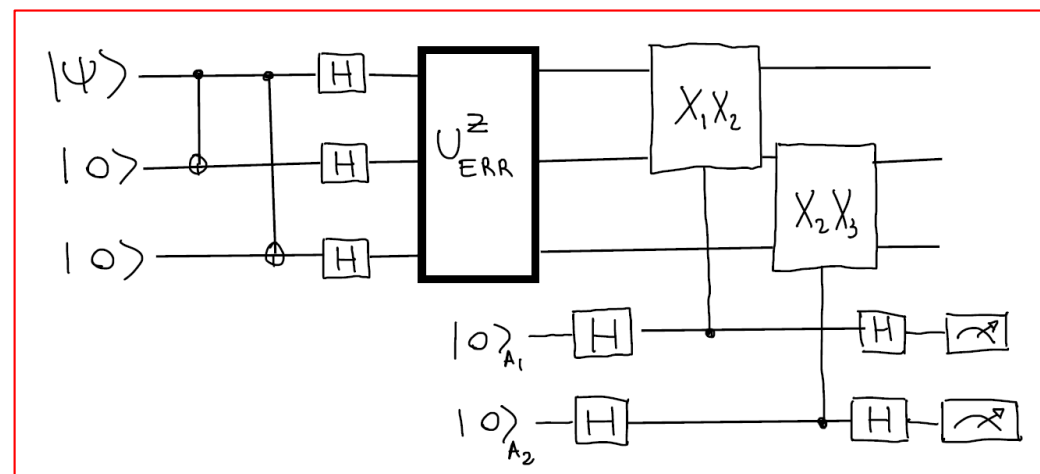 |ψ⟩ H
|0⟩ H
|0⟩ H
U^Z_ERR
X₁X₂
X₂X₃
|0⟩_A₁ H H
|0⟩_A₂ H H